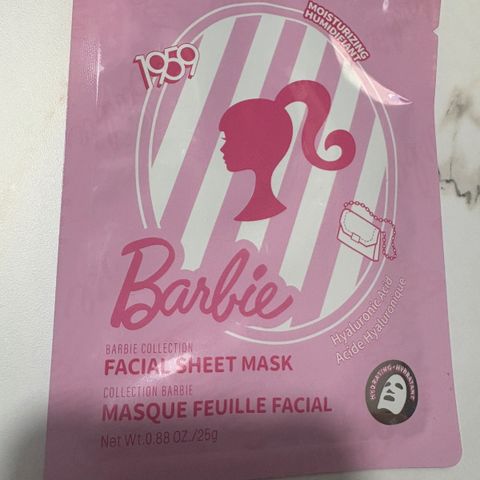 MOISTURIZING
HUMIDIFIANT
1959
Barbie
Hyaluronic Acid
Acide Hyaluronique
BARBIE COLLECTION
FACIAL SHEET MASK
COLLECTION BARBIE
MASQUE FEUILLE FACIAL
Net Wt.0.88 OZ./25g
HYDRATING·HYDRATANT